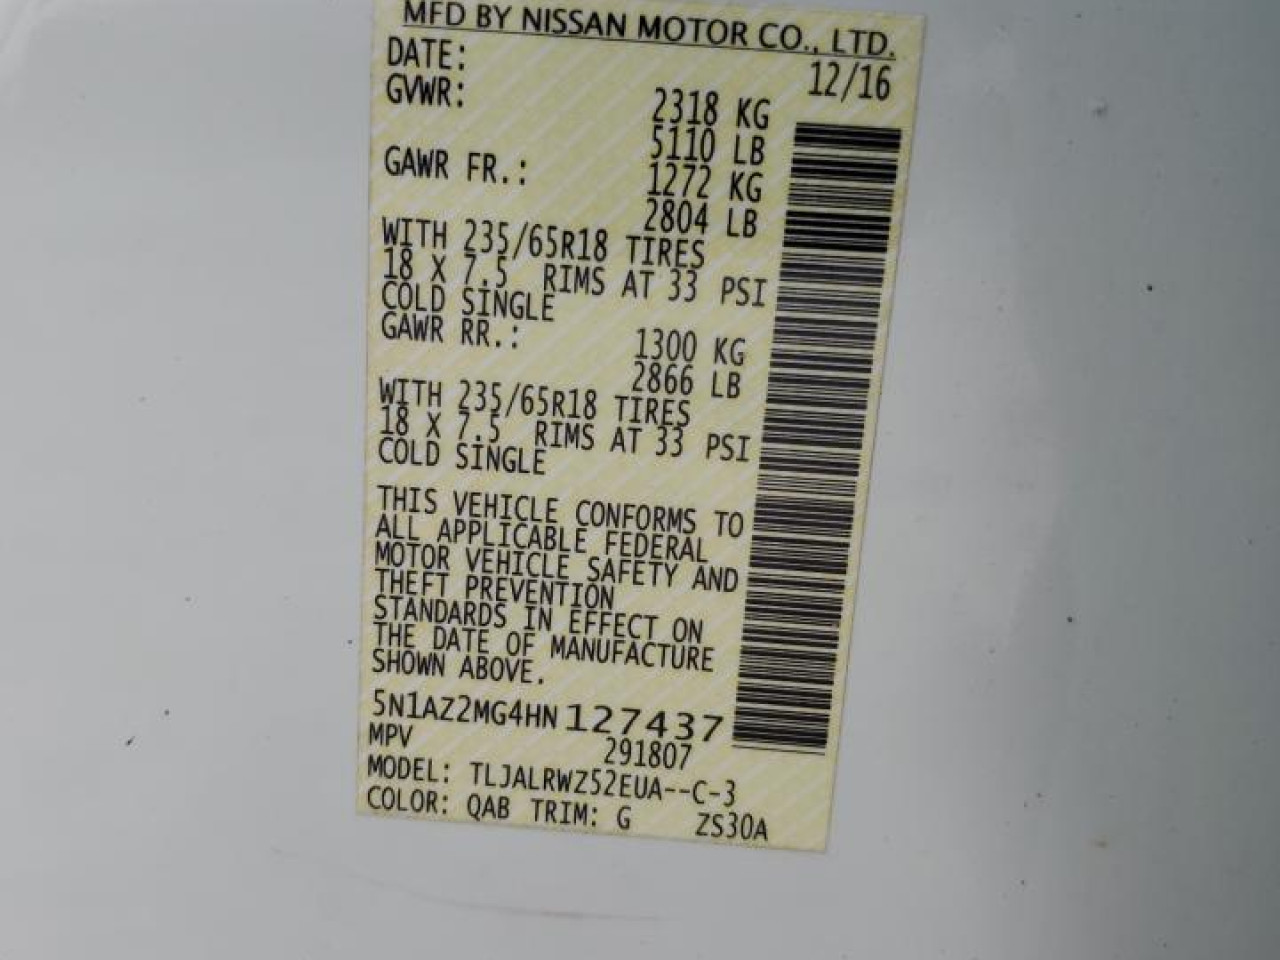 MFD BY NISSAN MOTOR CO., LTD.
DATE: 12/16
GVWR: 2318 KG
5110 LB
GAWR FR.: 1272 KG
2804 LB
WITH 235/65R18 TIRES
18 X 7.5 RIMS AT 33 PSI
COLD SINGLE
GAWR RR.: 1300 KG
2866 LB
WITH 235/65R18 TIRES
18 X 7.5 RIMS AT 33 PSI
COLD SINGLE
THIS VEHICLE CONFORMS TO
ALL APPLICABLE FEDERAL
MOTOR VEHICLE SAFETY AND
THEFT PREVENTION
STANDARDS IN EFFECT ON
THE DATE OF MANUFACTURE
SHOWN ABOVE.
5N1AZ2MG4HN127437
MPV 291807
MODEL: TLJALRWZ52EUA--C-3
COLOR: QAB TRIM: G ZS30A